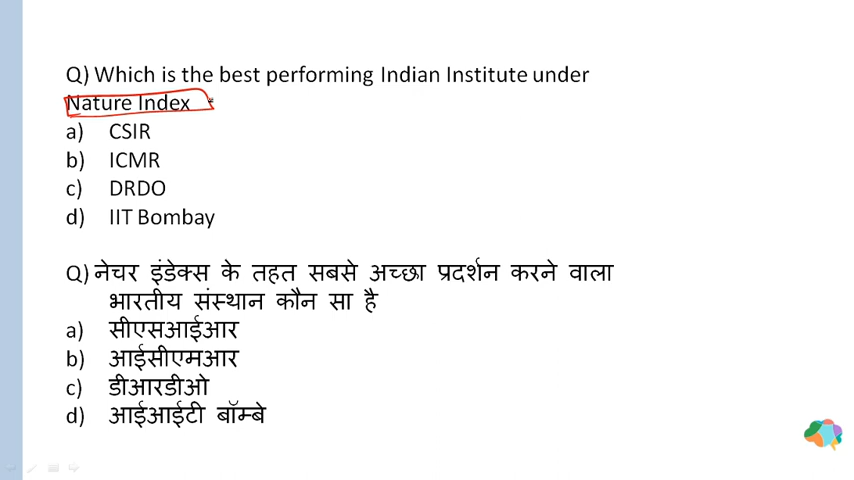 Q) Which is the best performing Indian Institute under
Nature Index
a) CSIR
b) ICMR
c) DRDO
d) IIT Bombay
Q) नेचर इंडेक्स के तहत सबसे अच्छा प्रदर्शन करने वाला
भारतीय संस्थान कौन सा है
a) सीएसआईआर
b) आईसीएमआर
c) डीआरडीओ
d) आईआईटी बॉम्बे